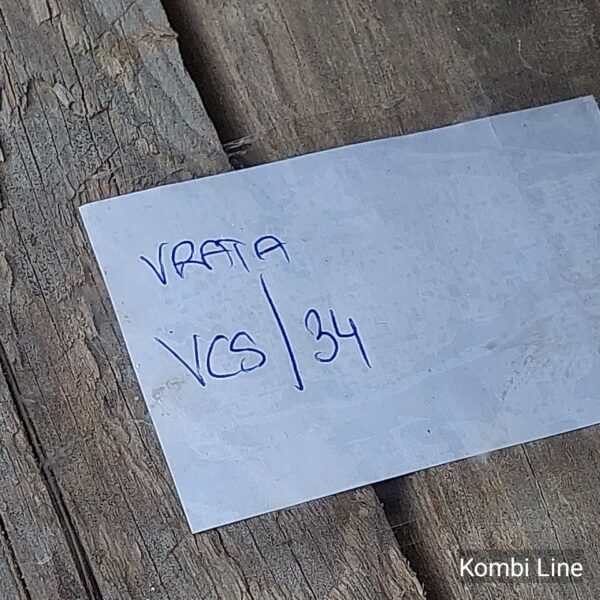 VRATA
VCS/34
Kombi Line